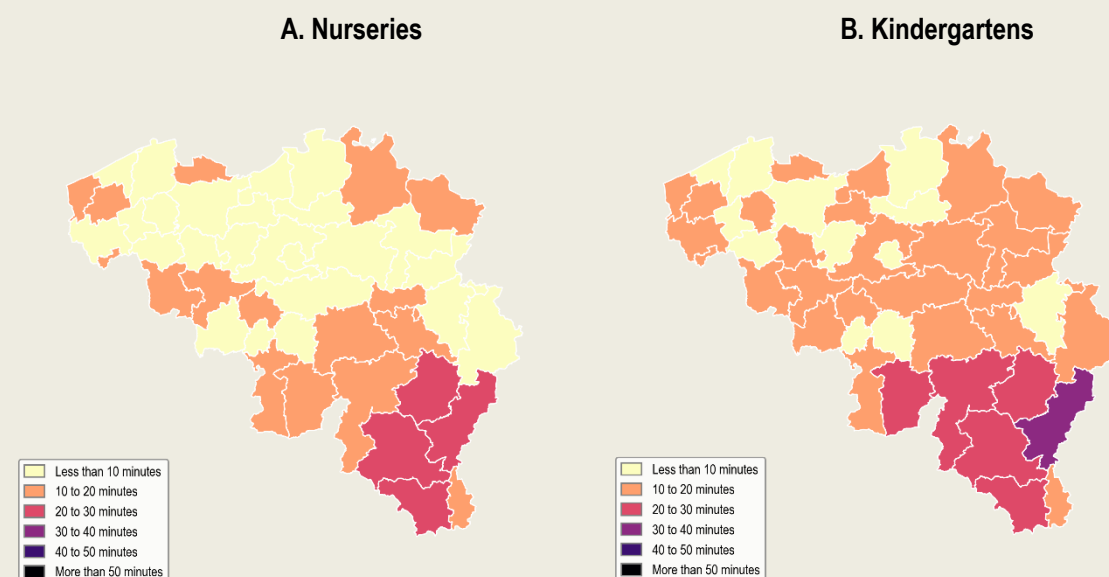 A. Nurseries
B. Kindergartens
Less than 10 minutes
10 to 20 minutes
20 to 30 minutes
30 to 40 minutes
40 to 50 minutes
More than 50 minutes
Less than 10 minutes
10 to 20 minutes
20 to 30 minutes
30 to 40 minutes
40 to 50 minutes
More than 50 minutes